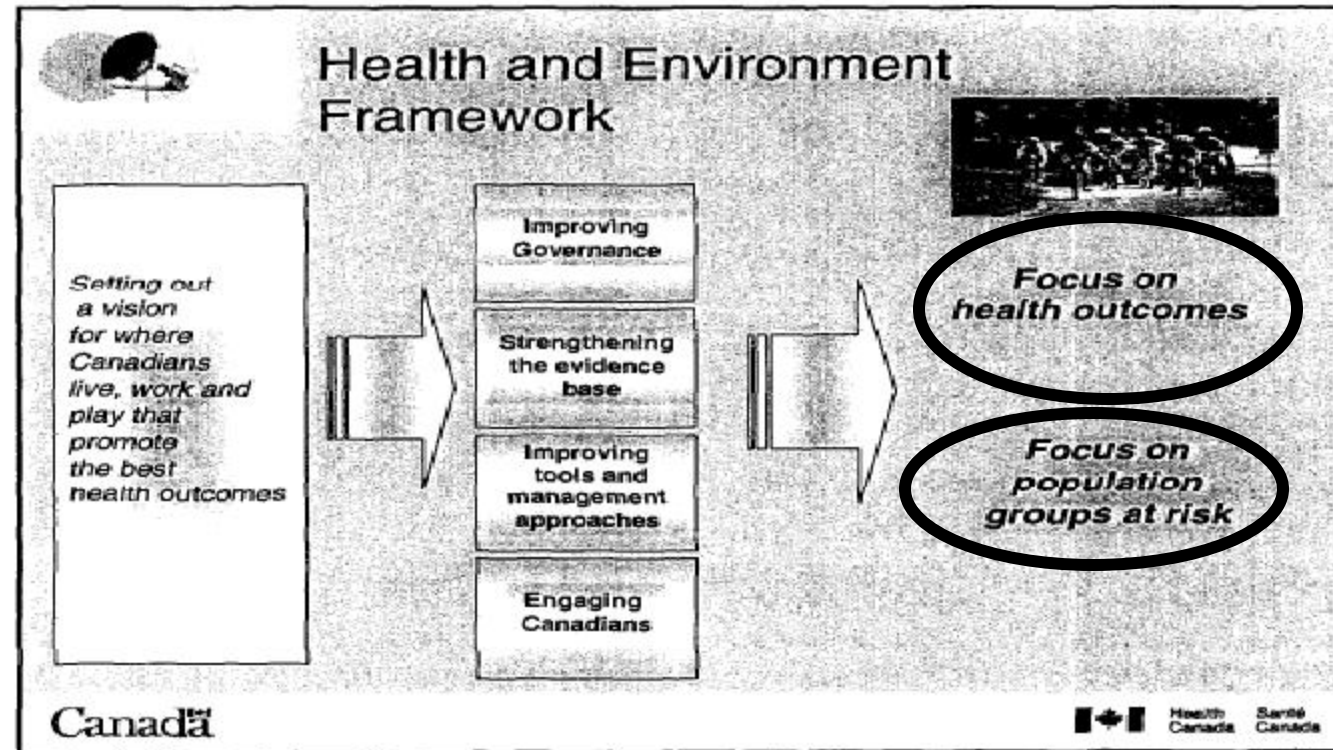 Health and Environment
Framework
Setting out
a vision
for where
Canadians
live, work and
play that
promote
the best
health outcomes
Improving
Governance
Strengthening
the evidence
base
Improving
tools and
management
approaches
Engaging
Canadians
Focus on
health outcomes
Focus on
population
groups at risk
Canada
Health
Canada
Santé
Canada